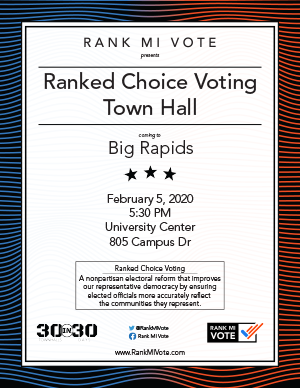 RANK MI VOTE
presents
Ranked Choice Voting
Town Hall
coming to
Big Rapids
February 5, 2020
5:30 PM
University Center
805 Campus Dr
Ranked Choice Voting
A nonpartisan electoral reform that improves
our representative democracy by ensuring
elected officials more accurately reflect
the communities they represent.
30 IN 30
@RankMIVote
Rank MI Vote
RANK MI
VOTE
www.RankMIVote.com